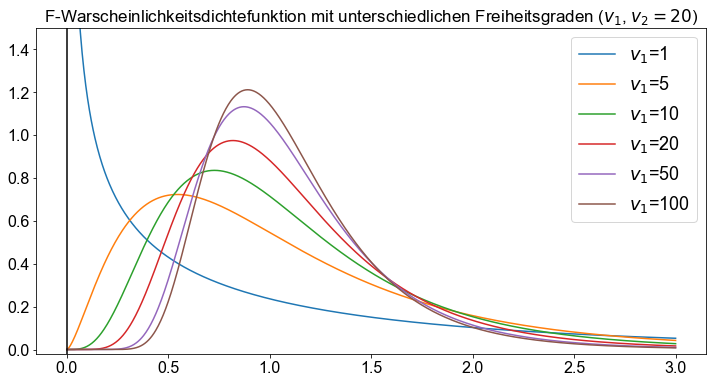 F-Warscheinlichkeitsdichtefunktion mit unterschiedlichen Freiheitsgraden (v₁, v₂ = 20)
v₁=1
v₁=5
v₁=10
v₁=20
v₁=50
v₁=100
1.4
1.2
1.0
0.8
0.6
0.4
0.2
0.0
0.0 0.5 1.0 1.5 2.0 2.5 3.0